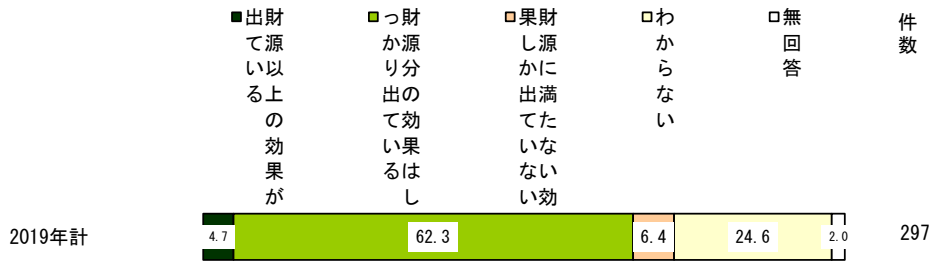 ■財源以上の効果が
出ている
□財源分の効果はし
っかり出ている
□財源に満たない効
果しか出ていない
□わからない
□無回答
件数
2019年計 4.7 62.3 6.4 24.6 2.0 297